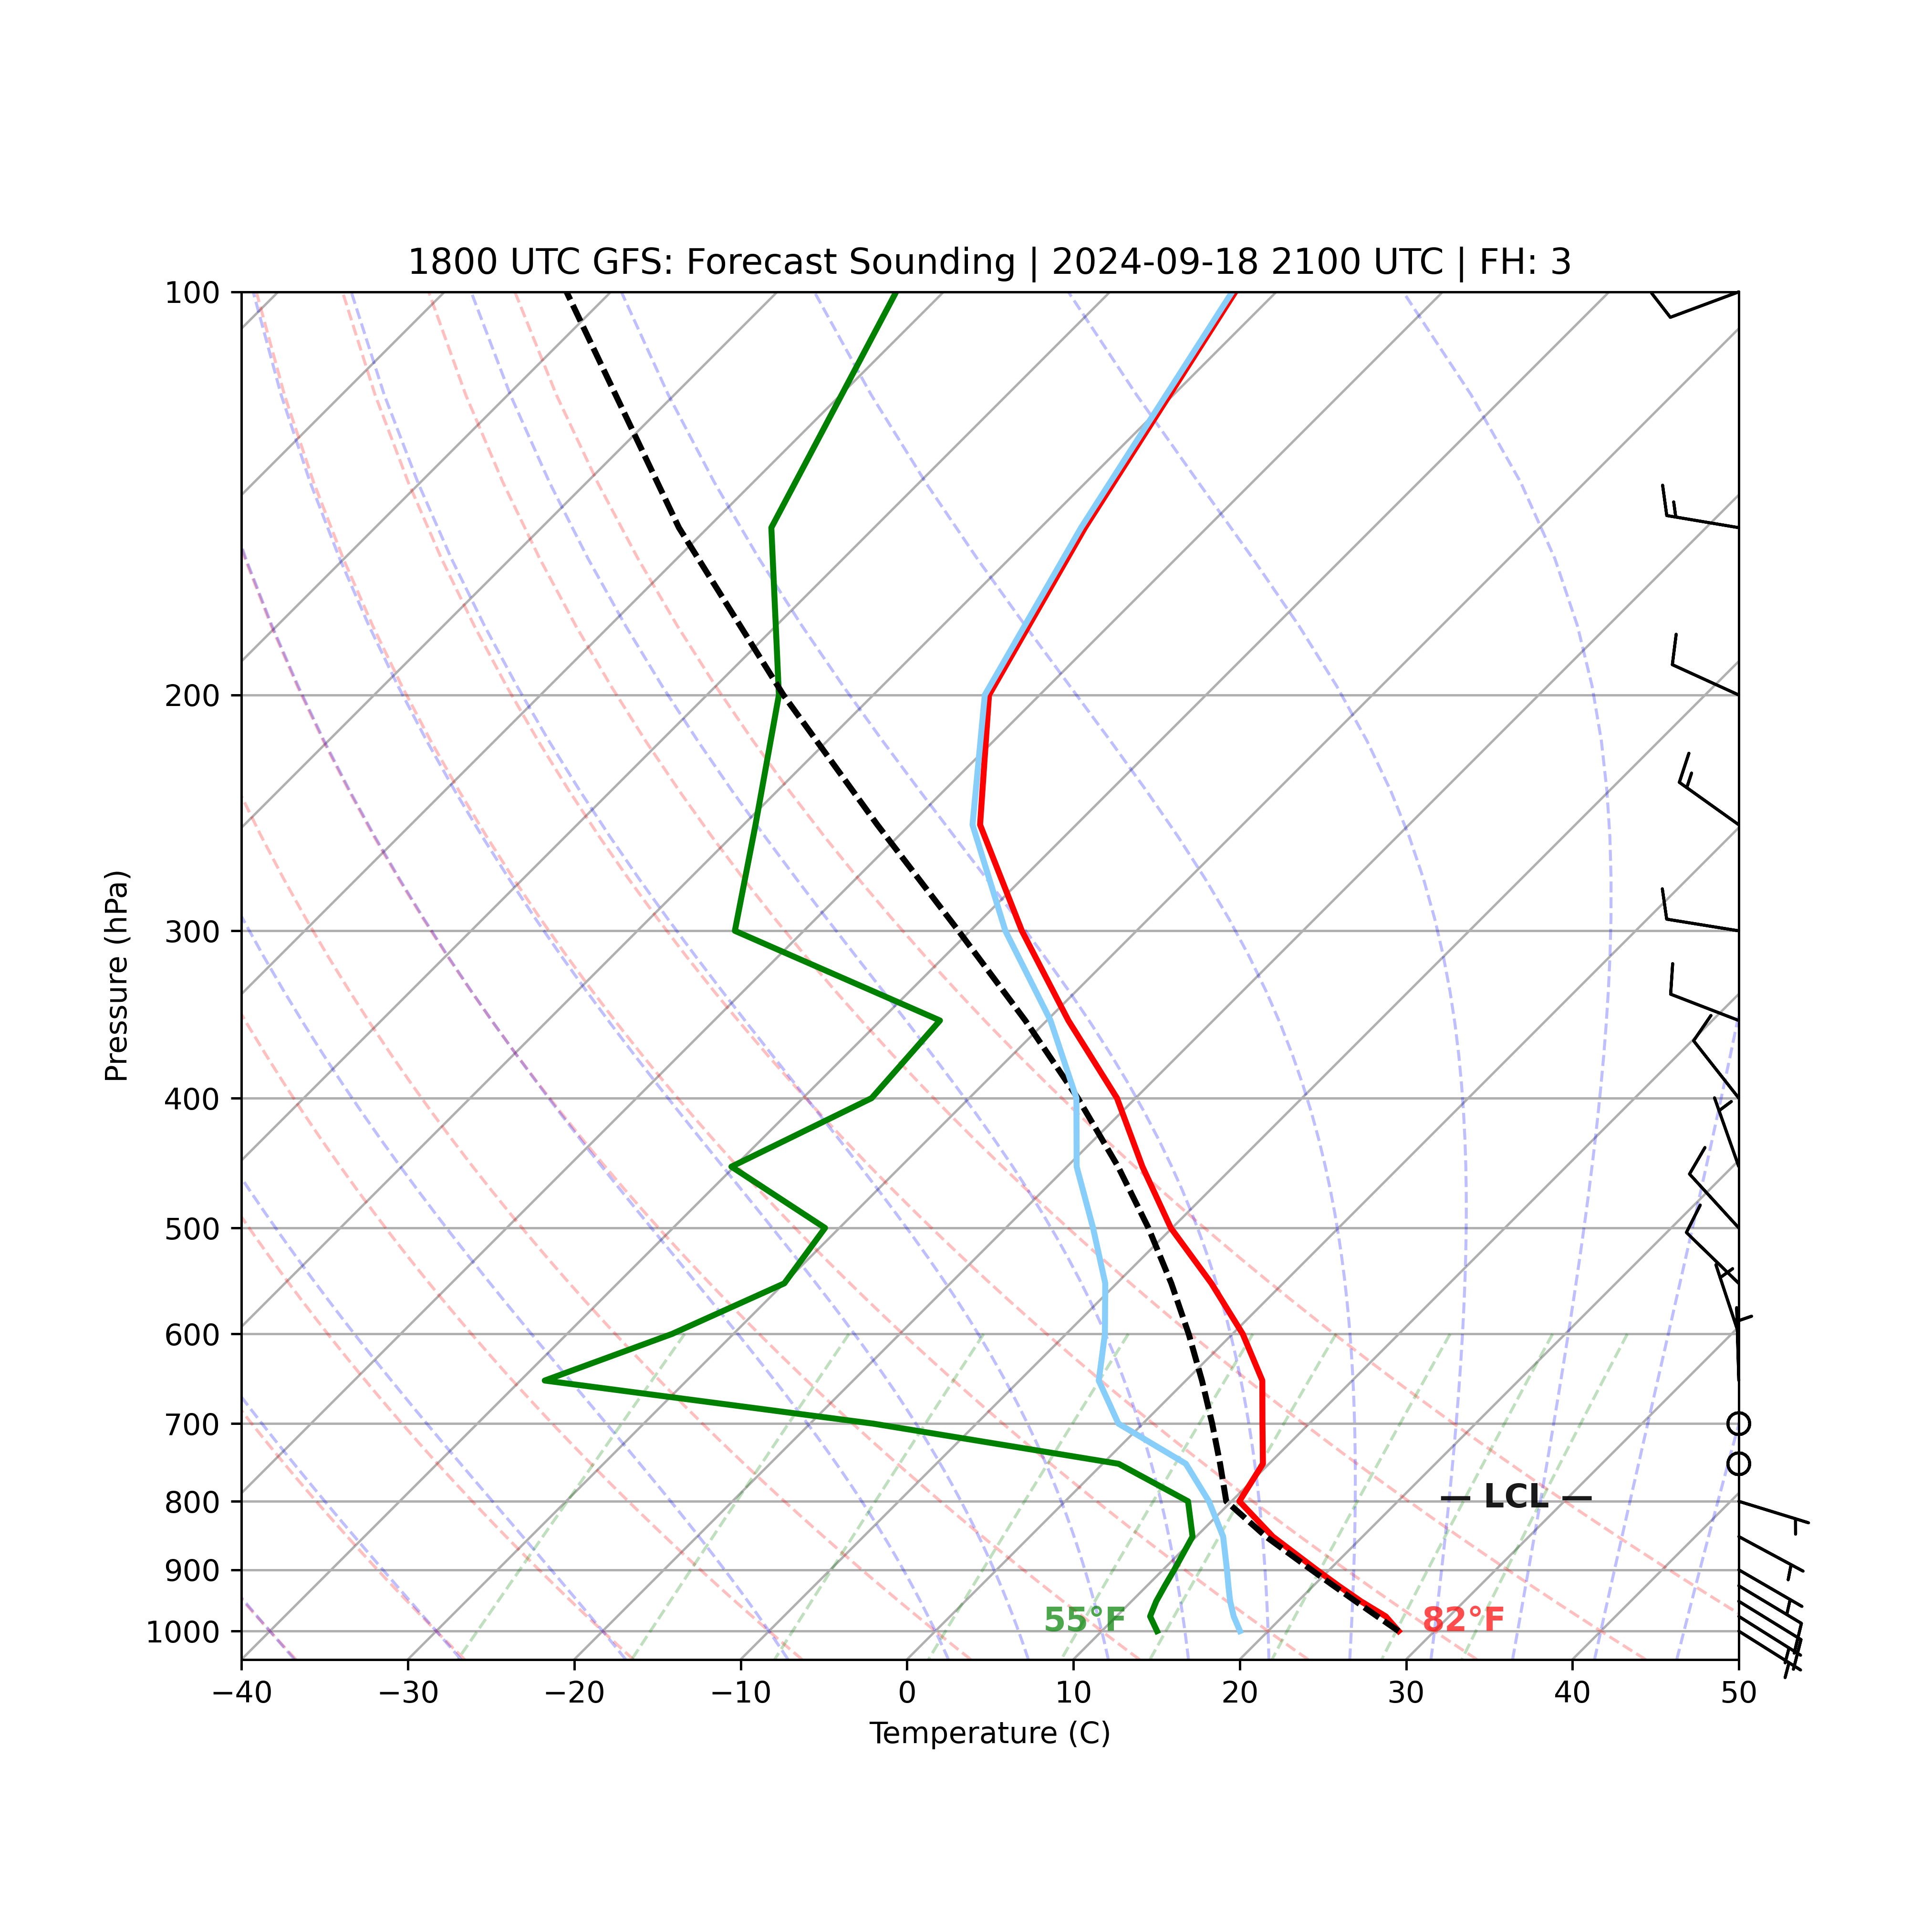 1800 UTC GFS: Forecast Sounding | 2024-09-18 2100 UTC | FH: 3
100
200
300
400
500
600
700
800
900
1000
Pressure (hPa)
— LCL —
55°F
82°F
−40 −30 −20 −10 0 10 20 30 40 50
Temperature (C)